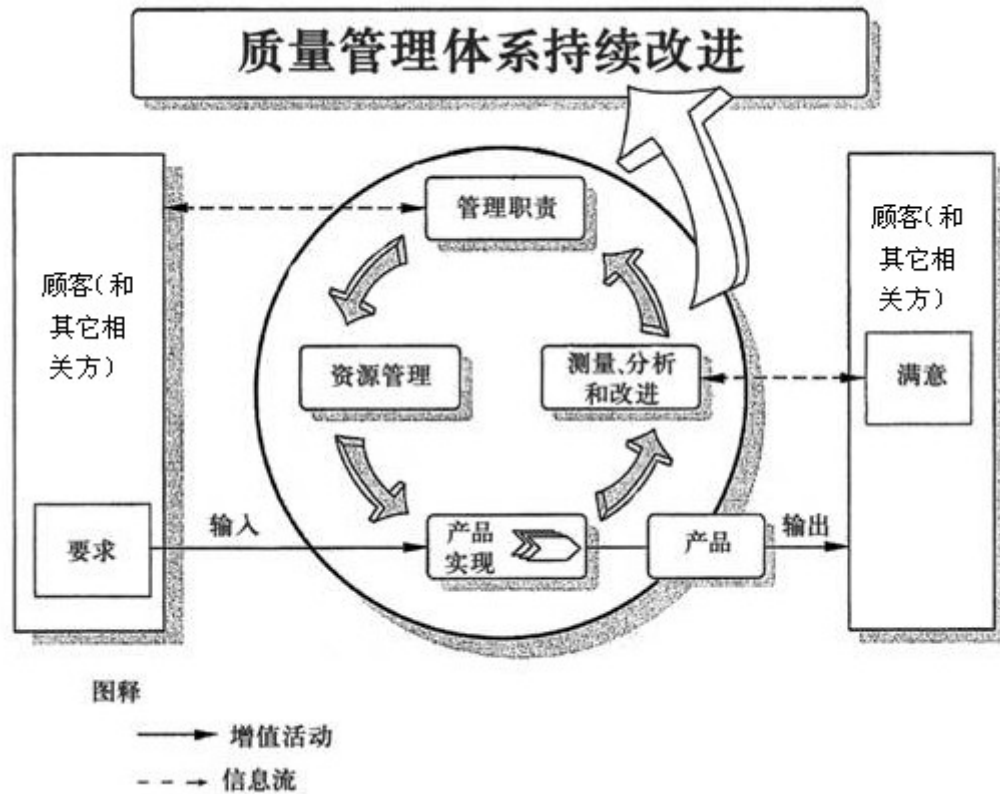 质量管理体系持续改进
管理职责
顾客(和
其它相
关方)
顾客(和
其它相
关方)
资源管理
测量、分析
和改进
满意
要求
输入
产品
实现
产品
输出
图释
增值活动
信息流